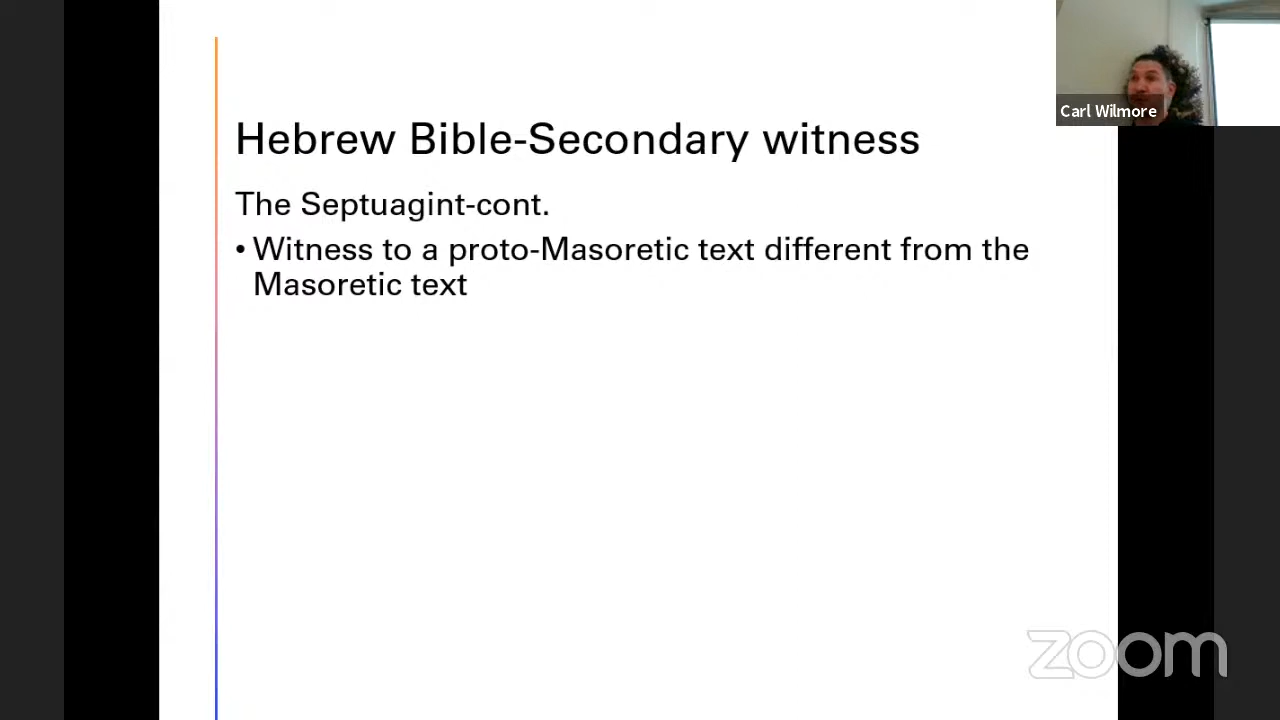 Carl Wilmore
Hebrew Bible-Secondary witness
The Septuagint-cont.
• Witness to a proto-Masoretic text different from the
Masoretic text
zoom